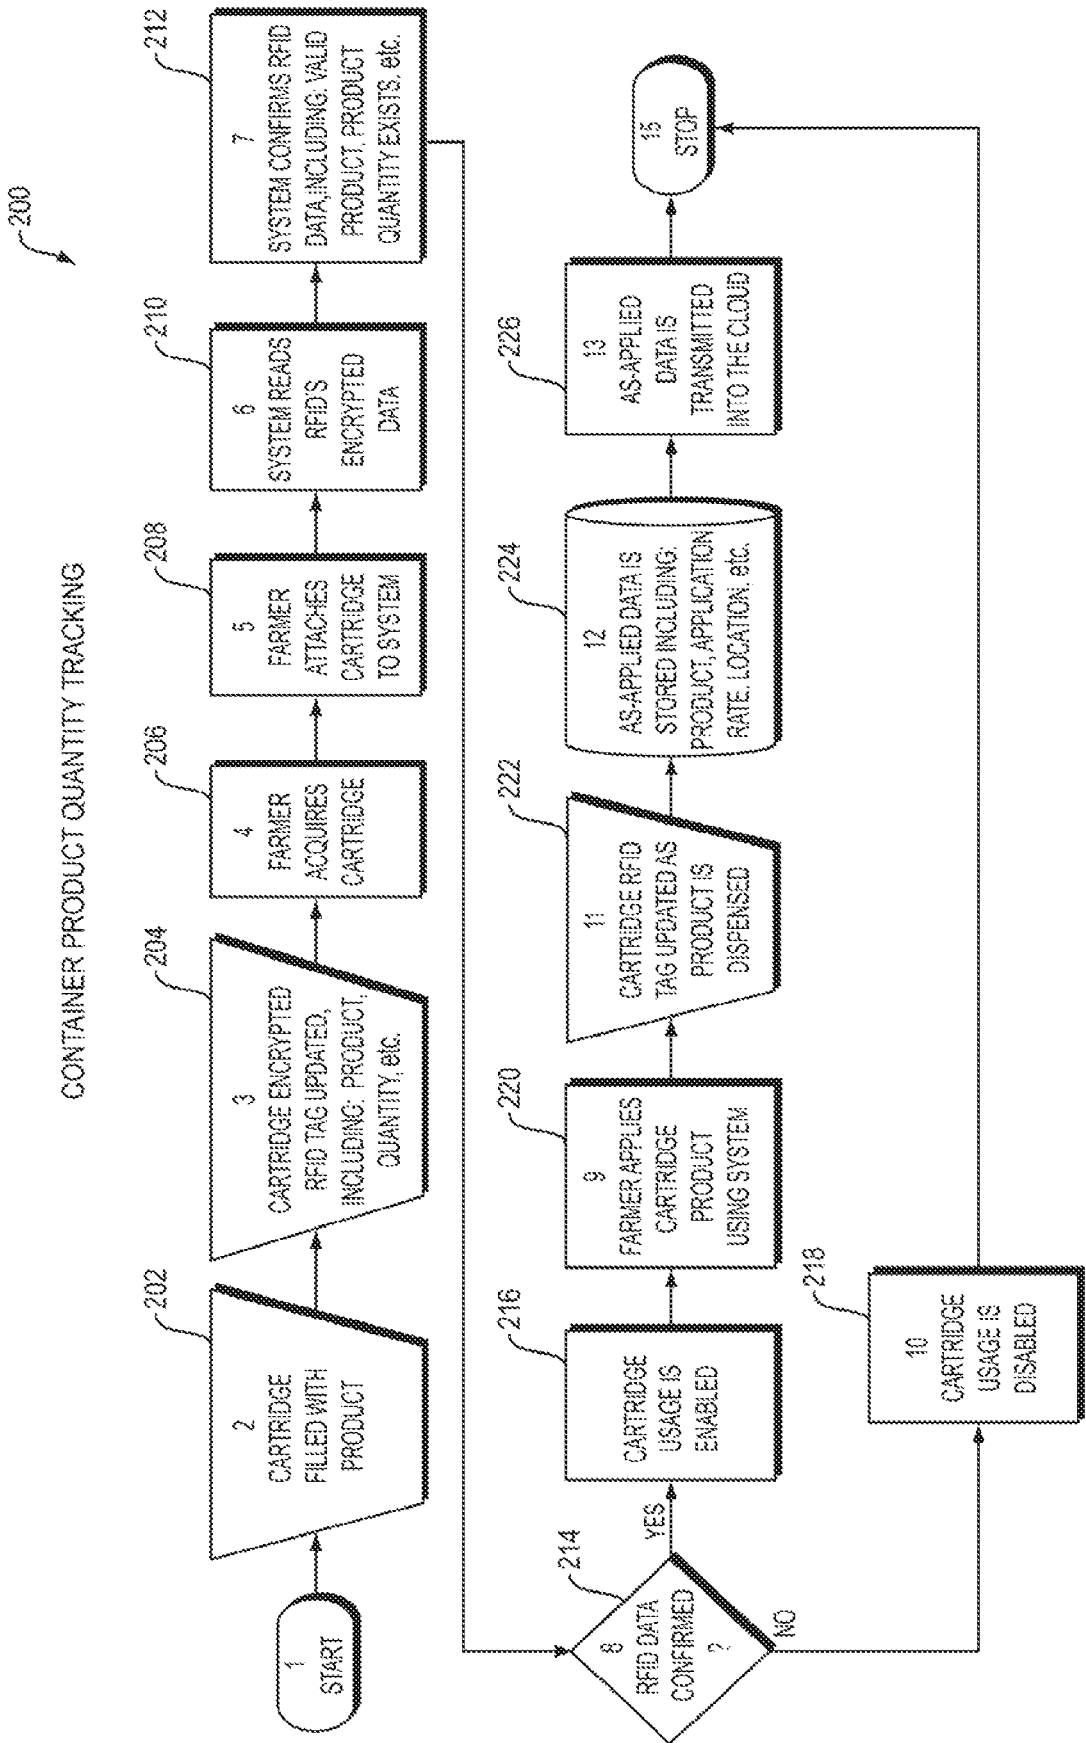 CONTAINER PRODUCT QUANTITY TRACKING
200
1
START
202
2
CARTRIDGE
FILLED WITH
PRODUCT
204
3
CARTRIDGE ENCRYPTED
RFID TAG UPDATED,
INCLUDING: PRODUCT,
QUANTITY, etc.
206
4
FARMER
ACQUIRES
CARTRIDGE
208
5
FARMER
ATTACHES
CARTRIDGE
TO SYSTEM
210
6
SYSTEM READS
RFID'S
ENCRYPTED
DATA
212
7
SYSTEM CONFIRMS RFID
DATA,INCLUDING: VALID
PRODUCT, PRODUCT
QUANTITY EXISTS, etc.
214
8
RFID DATA
CONFIRMED
?
YES
NO
216
CARTRIDGE
USAGE IS
ENABLED
220
9
FARMER APPLIES
CARTRIDGE
PRODUCT
USING SYSTEM
222
11
CARTRIDGE RFID
TAG UPDATED AS
PRODUCT IS
DISPENSED
224
12
AS-APPLIED DATA IS
STORED INCLUDING:
PRODUCT, APPLICATION
RATE, LOCATION, etc.
226
13
AS-APPLIED
DATA IS
TRANSMITTED
INTO THE CLOUD
15
STOP
218
10
CARTRIDGE
USAGE IS
DISABLED